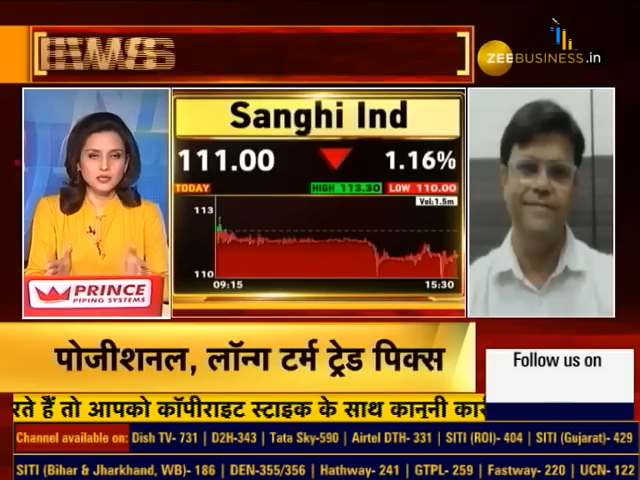 ZEEBUSINESS.in
Sanghi Ind
111.00 1.16%
TODAY HIGH 113.30 LOW 110.00
Vol:1.5m
113
110
09:15 15:30
PRINCE
PIPING SYSTEMS
पोजीशनल, लॉन्ग टर्म ट्रेड पिक्स
Follow us on
रते हैं तो आपको कॉपीराइट स्टाइक के साथ कानूनी कार
Channel available on: Dish TV- 731 | D2H-343 | Tata Sky-590 | Airtel DTH- 331 | SITI (ROI)- 404 | SITI (Gujarat)- 429
SITI (Bihar & Jharkhand, WB)- 186 | DEN-355/356 | Hathway- 241 | GTPL- 259 | Fastway- 220 | UCN- 122